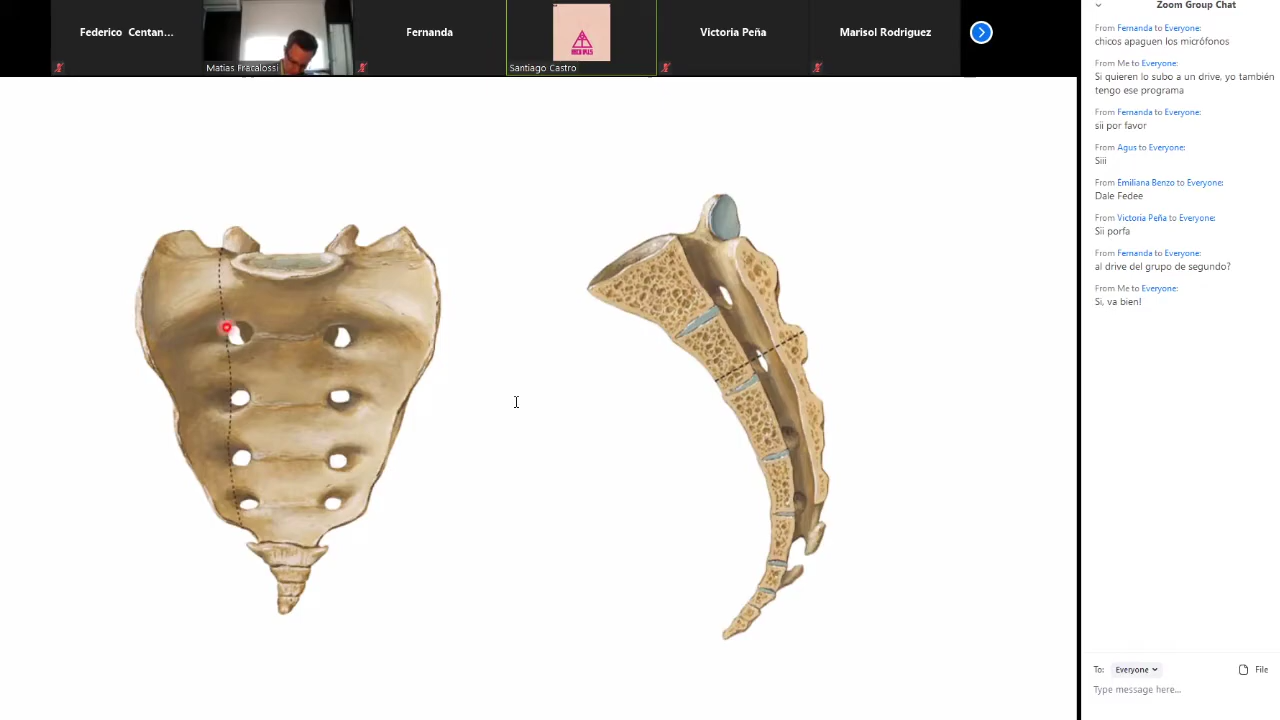 Federico Centan...
Matias Fracalossi
Fernanda
Santiago Castro
Victoria Peña
Marisol Rodriguez
Zoom Group Chat
From Fernanda to Everyone:
chicos apaguen los micrófonos
From Me to Everyone:
Si quieren lo subo a un drive, yo también
tengo ese programa
From Fernanda to Everyone:
sii por favor
From Agus to Everyone:
Siii
From Emiliana Benzo to Everyone:
Dale Fedee
From Victoria Peña to Everyone:
Sii porfa
From Fernanda to Everyone:
al drive del grupo de segundo?
From Me to Everyone:
Si, va bien!
To: Everyone File
Type message here...